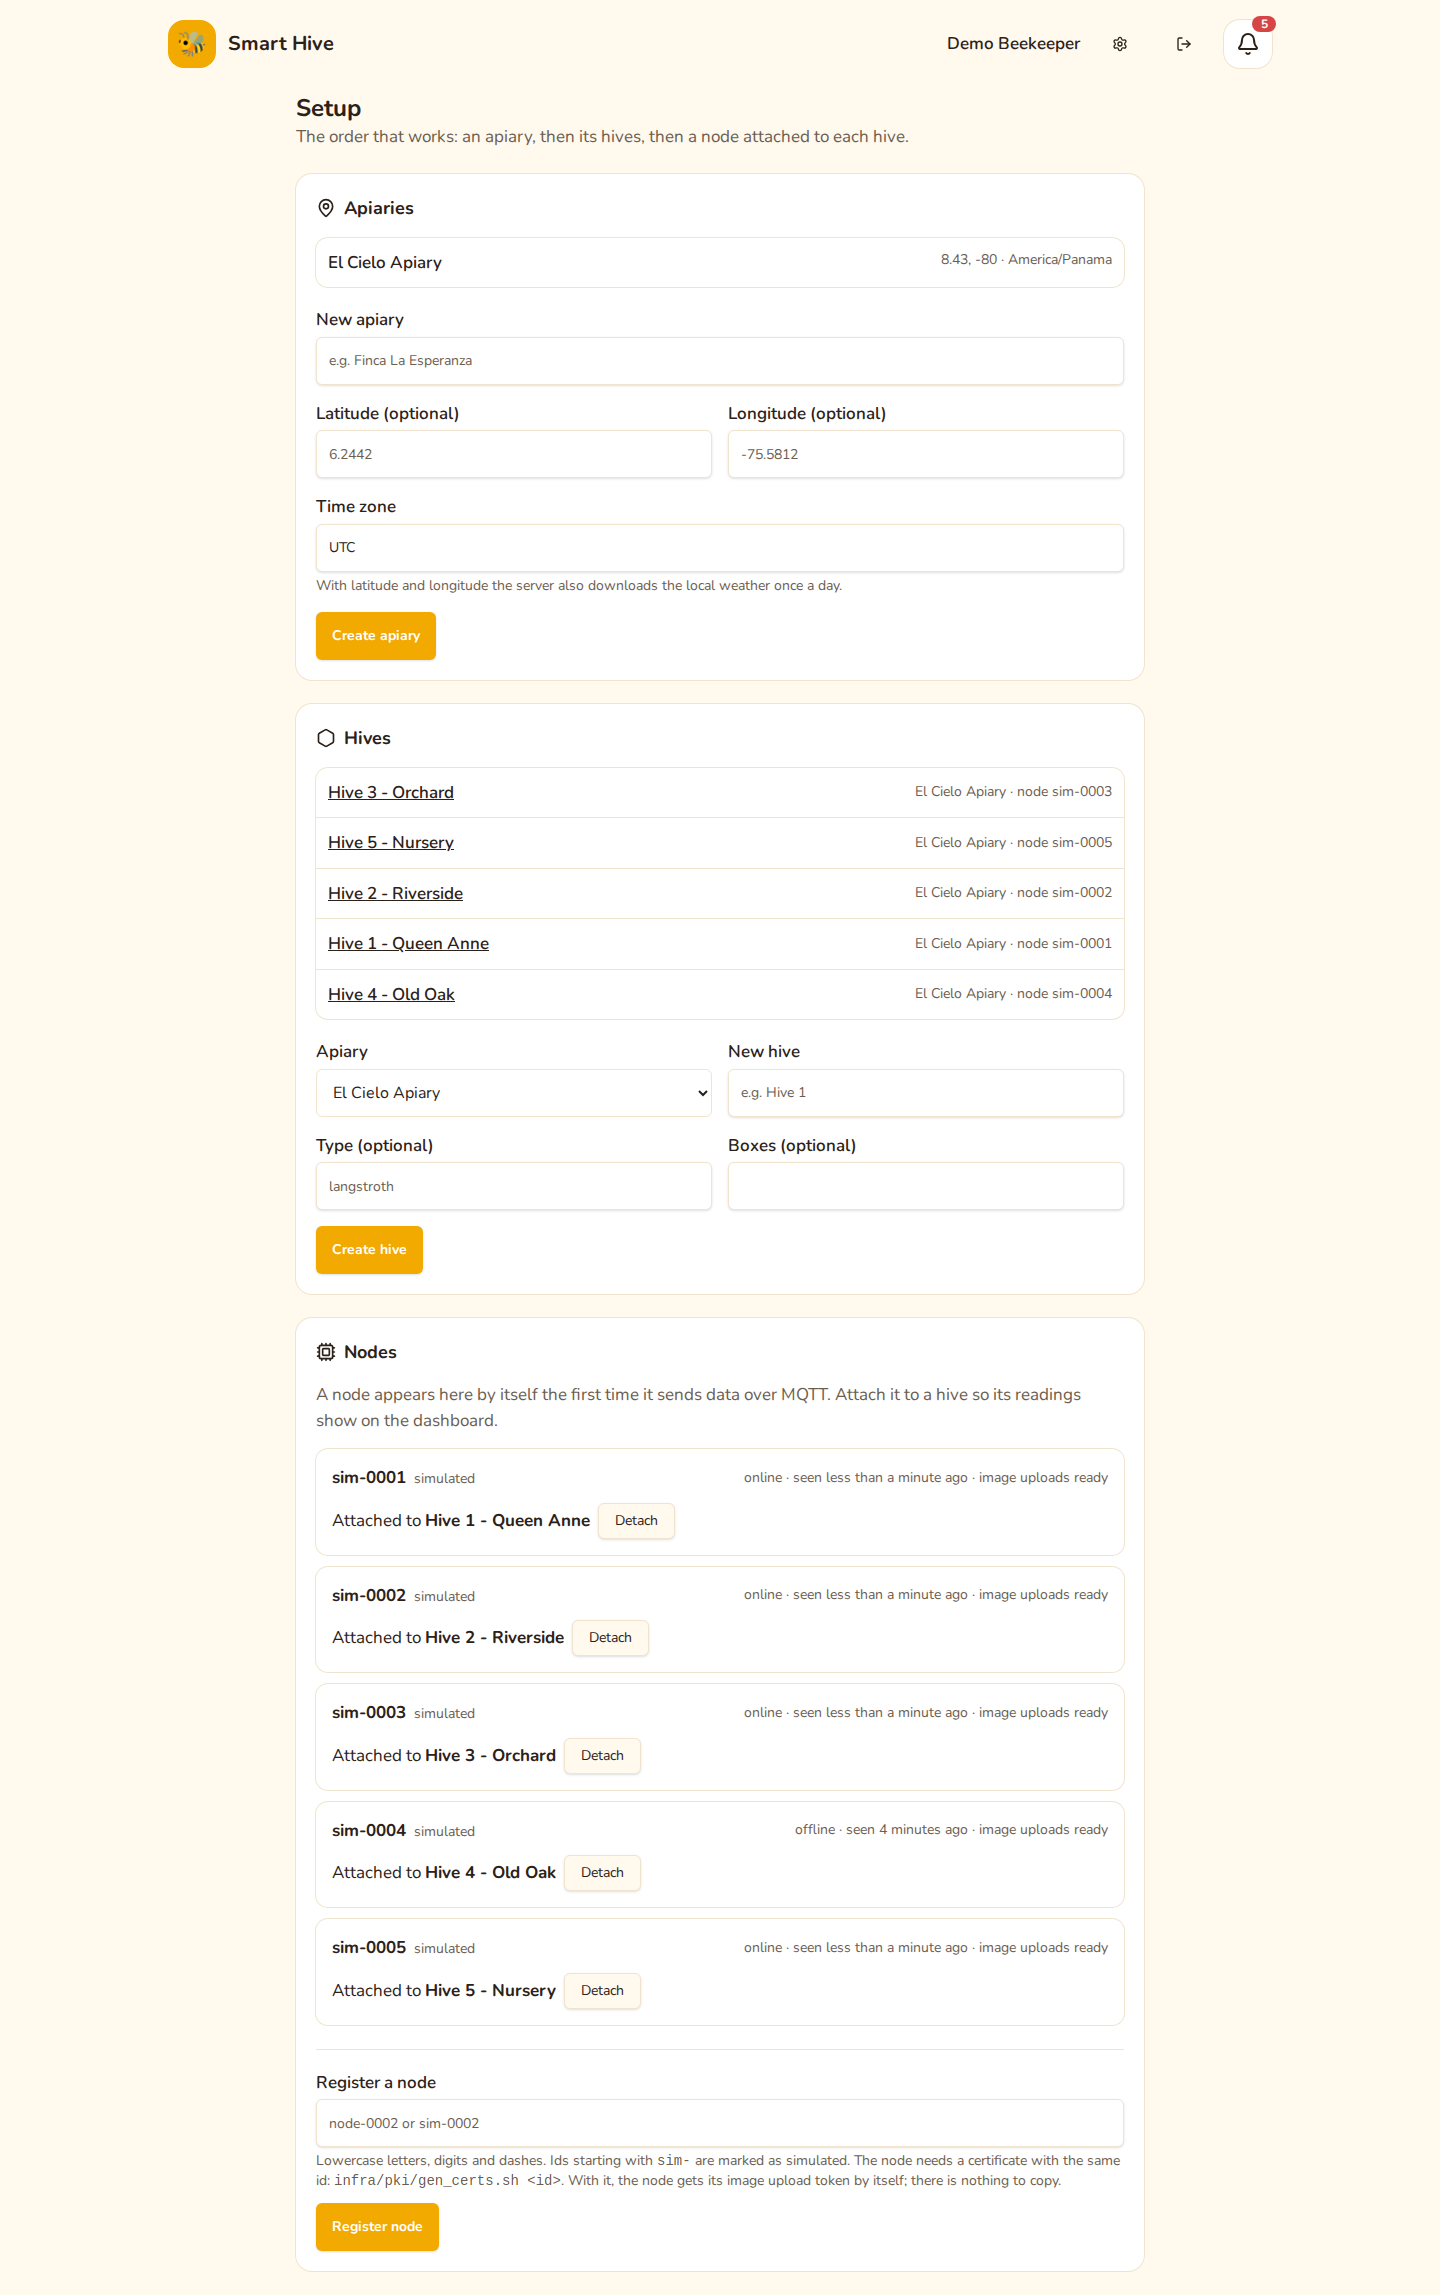 Smart Hive
Demo Beekeeper
5
Setup
The order that works: an apiary, then its hives, then a node attached to each hive.
Apiaries
El Cielo Apiary
8.43, -80 · America/Panama
New apiary
e.g. Finca La Esperanza
Latitude (optional)
Longitude (optional)
6.2442
-75.5812
Time zone
UTC
With latitude and longitude the server also downloads the local weather once a day.
Create apiary
Hives
Hive 3 - Orchard
El Cielo Apiary · node sim-0003
Hive 5 - Nursery
El Cielo Apiary · node sim-0005
Hive 2 - Riverside
El Cielo Apiary · node sim-0002
Hive 1 - Queen Anne
El Cielo Apiary · node sim-0001
Hive 4 - Old Oak
El Cielo Apiary · node sim-0004
Apiary
New hive
El Cielo Apiary
e.g. Hive 1
Type (optional)
Boxes (optional)
langstroth
Create hive
Nodes
A node appears here by itself the first time it sends data over MQTT. Attach it to a hive so its readings
show on the dashboard.
sim-0001 simulated
online · seen less than a minute ago · image uploads ready
Attached to Hive 1 - Queen Anne
Detach
sim-0002 simulated
online · seen less than a minute ago · image uploads ready
Attached to Hive 2 - Riverside
Detach
sim-0003 simulated
online · seen less than a minute ago · image uploads ready
Attached to Hive 3 - Orchard
Detach
sim-0004 simulated
offline · seen 4 minutes ago · image uploads ready
Attached to Hive 4 - Old Oak
Detach
sim-0005 simulated
online · seen less than a minute ago · image uploads ready
Attached to Hive 5 - Nursery
Detach
Register a node
node-0002 or sim-0002
Lowercase letters, digits and dashes. Ids starting with sim- are marked as simulated. The node needs a certificate with the same
id: infra/pki/gen_certs.sh <id>. With it, the node gets its image upload token by itself; there is nothing to copy.
Register node